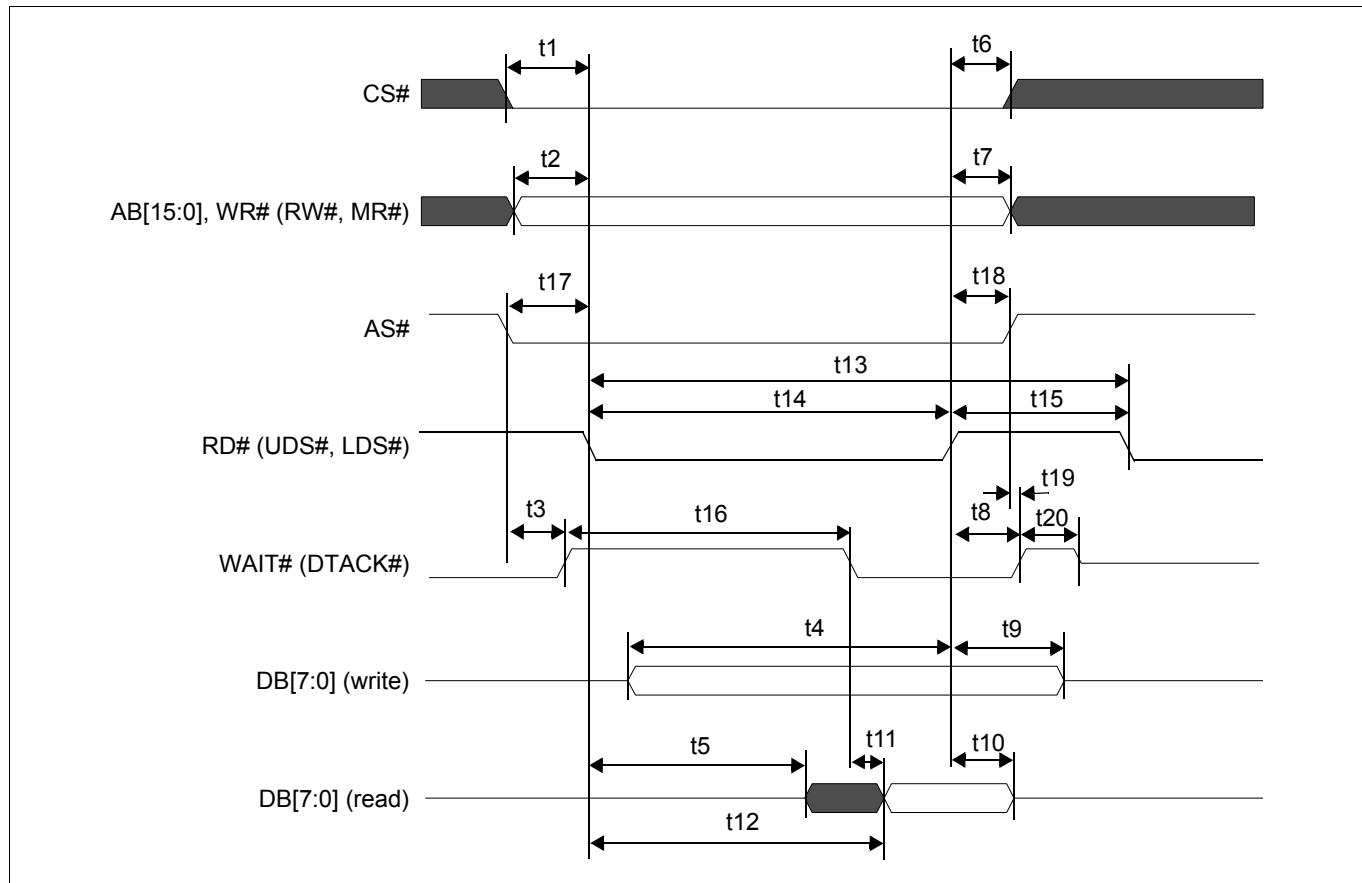 t1 t6
CS#
t2 t7
AB[15:0], WR# (RW#, MR#)
t17 t18
AS#
t13
t14 t15
RD# (UDS#, LDS#)
t19
t3 t16 t8 t20
WAIT# (DTACK#)
t4 t9
DB[7:0] (write)
t5 t11 t10
DB[7:0] (read)
t12